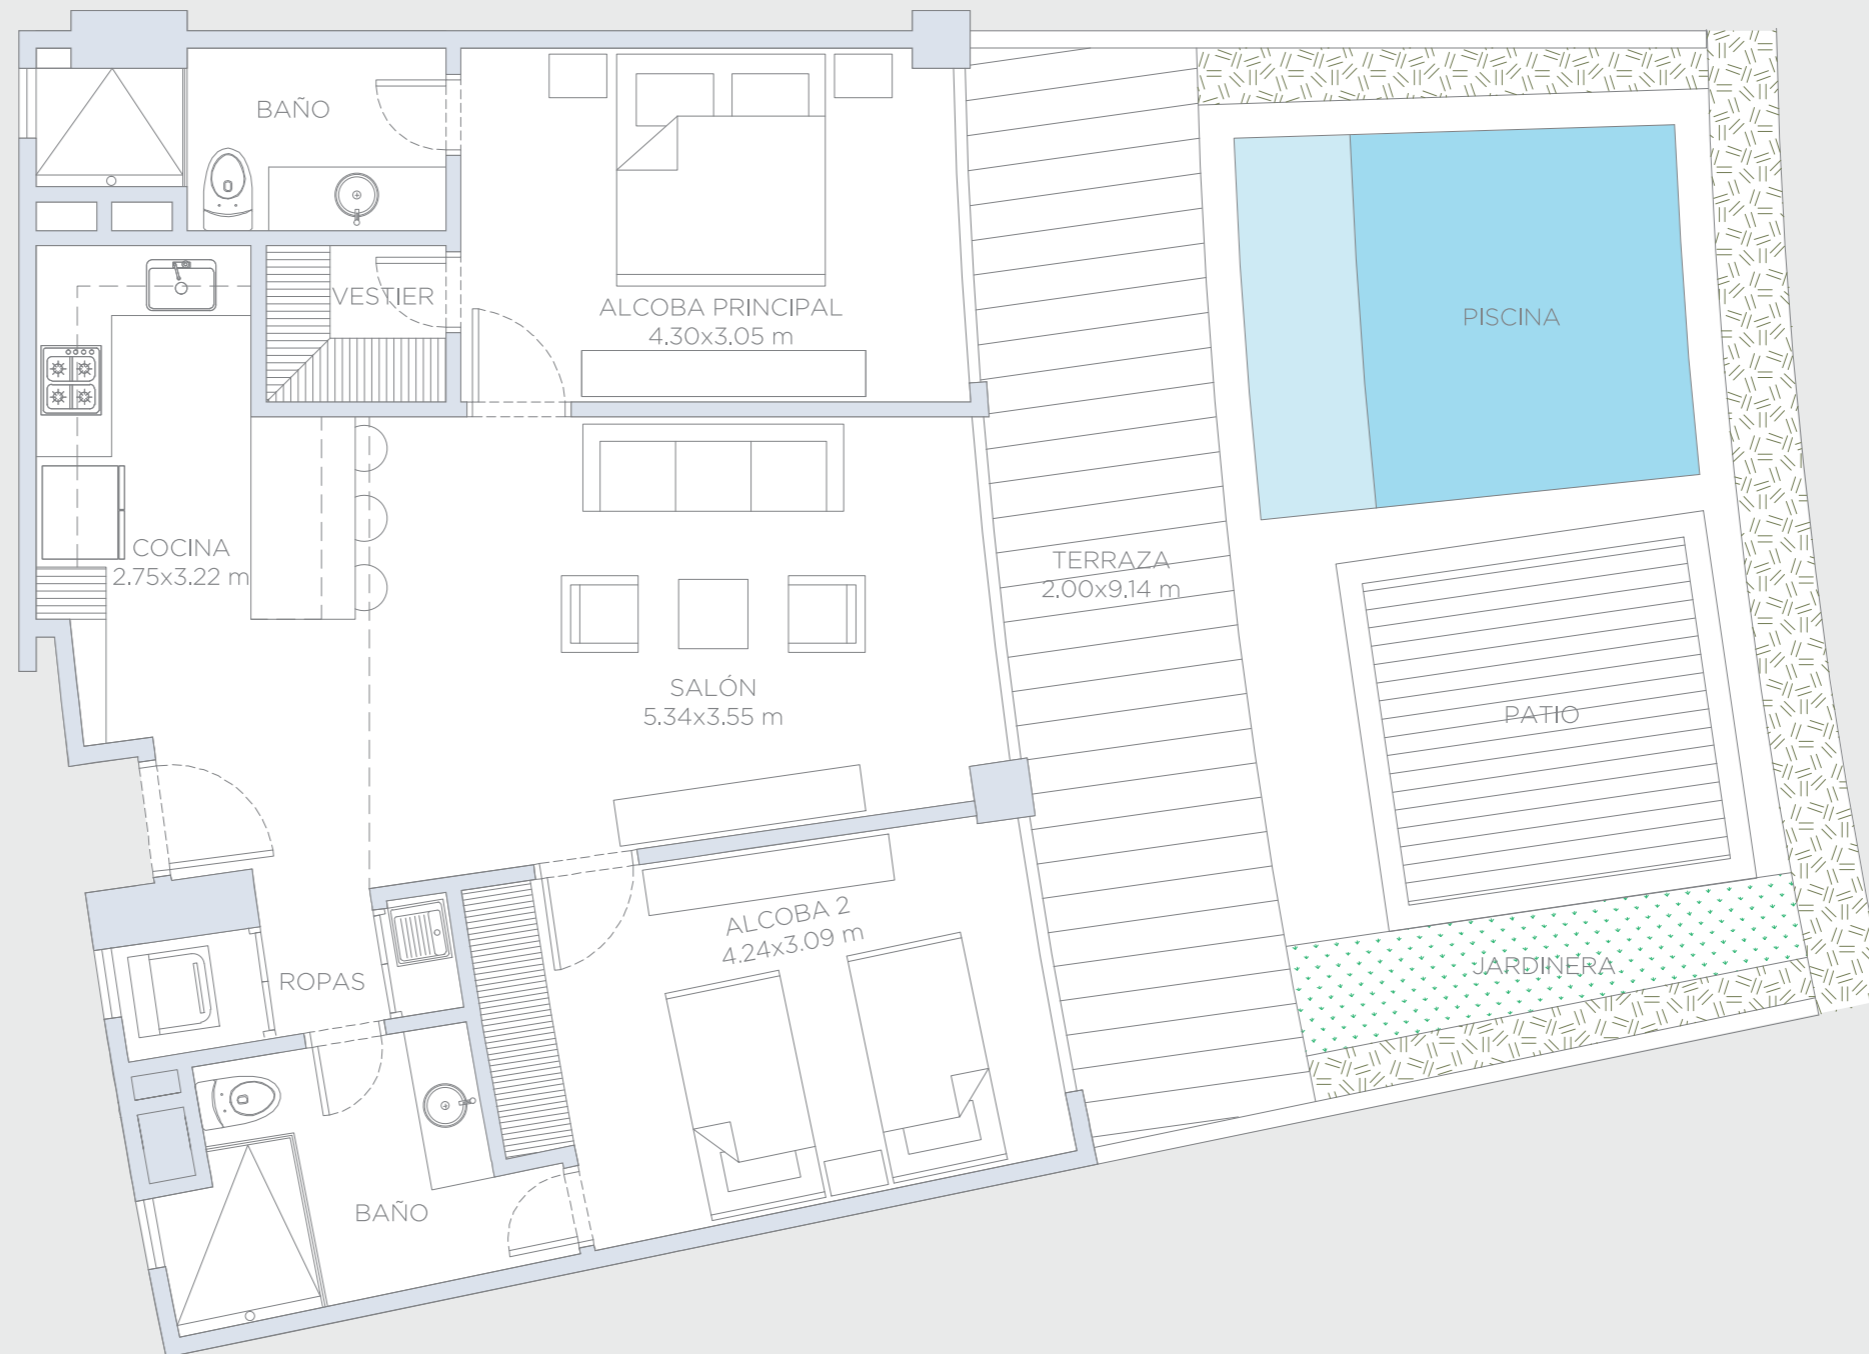 BAÑO
VESTIER
ALCOBA PRINCIPAL
4.30x3.05 m
PISCINA
COCINA
2.75x3.22 m
TERRAZA
2.00x9.14 m
SALÓN
5.34x3.55 m
PATIO
ALCOBA 2
4.24x3.09 m
ROPAS
JARDINERA
BAÑO